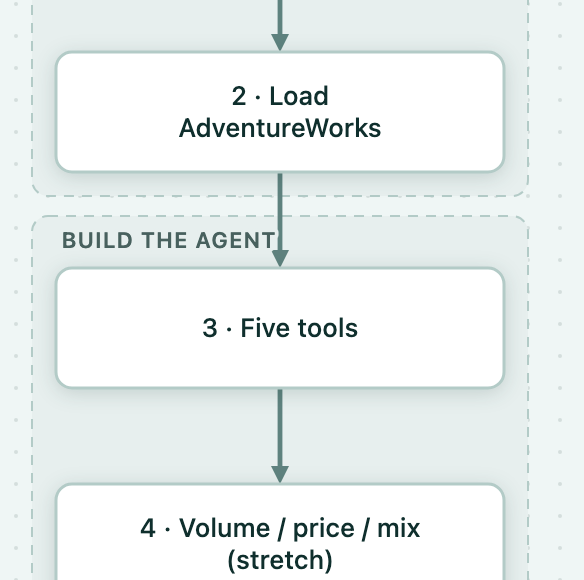 2 · Load
AdventureWorks
BUILD THE AGENT
3 · Five tools
4 · Volume / price / mix
(stretch)